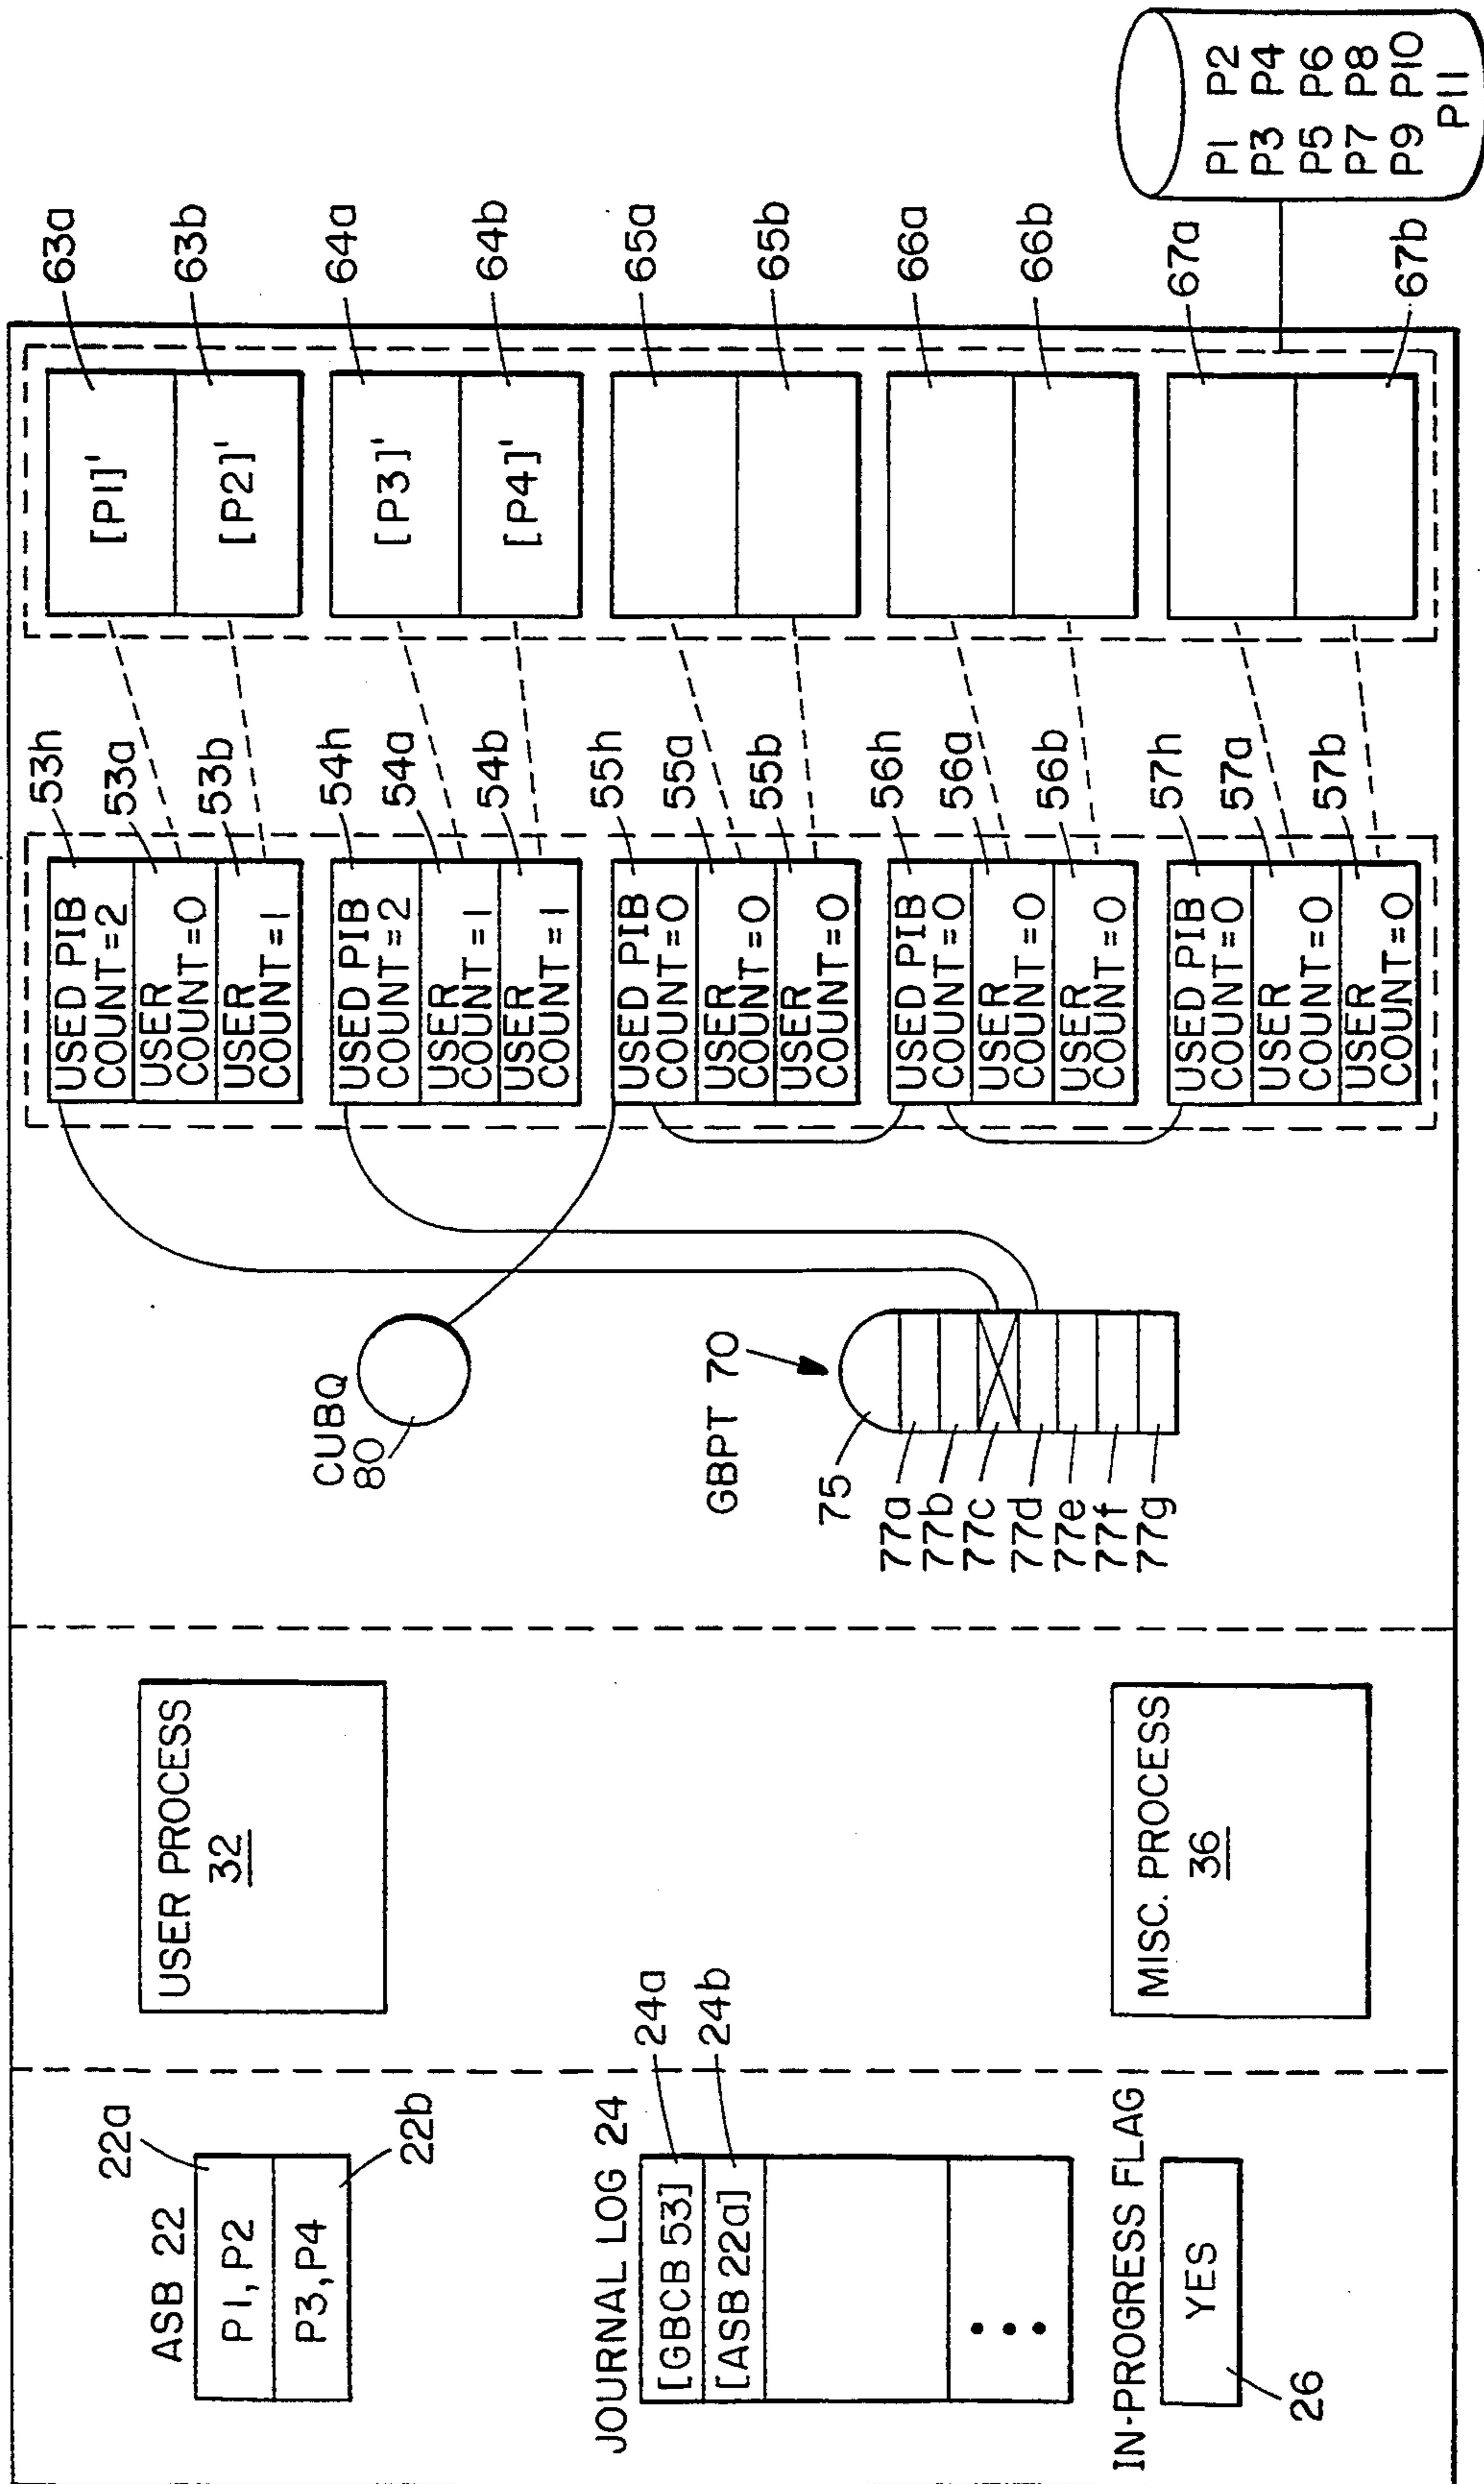 ASB 22
22a
P1, P2
P3, P4
22b
JOURNAL LOG 24
24a
[GBCB 53]
24b
[ASB 22a]
IN-PROGRESS FLAG
YES
26
USER PROCESS
32
MISC. PROCESS
36
CUBQ
80
GBPT 70
75
77a
77b
77c
77d
77e
77f
77g
53h
USED PIB
COUNT=2
53a
USER
COUNT=0
53b
USER
COUNT=1
54h
USED PIB
COUNT=2
54a
USER
COUNT=1
54b
USER
COUNT=1
55h
USED PIB
COUNT=0
55a
USER
COUNT=0
55b
USER
COUNT=0
56h
USED PIB
COUNT=0
56a
USER
COUNT=0
56b
USER
COUNT=0
57h
USED PIB
COUNT=0
57a
USER
COUNT=0
57b
USER
COUNT=0
63a
[P1]'
63b
[P2]'
64a
[P3]'
64b
[P4]'
65a
65b
66a
66b
67a
67b
P1 P2
P3 P4
P5 P6
P7 P8
P9 P10
P11